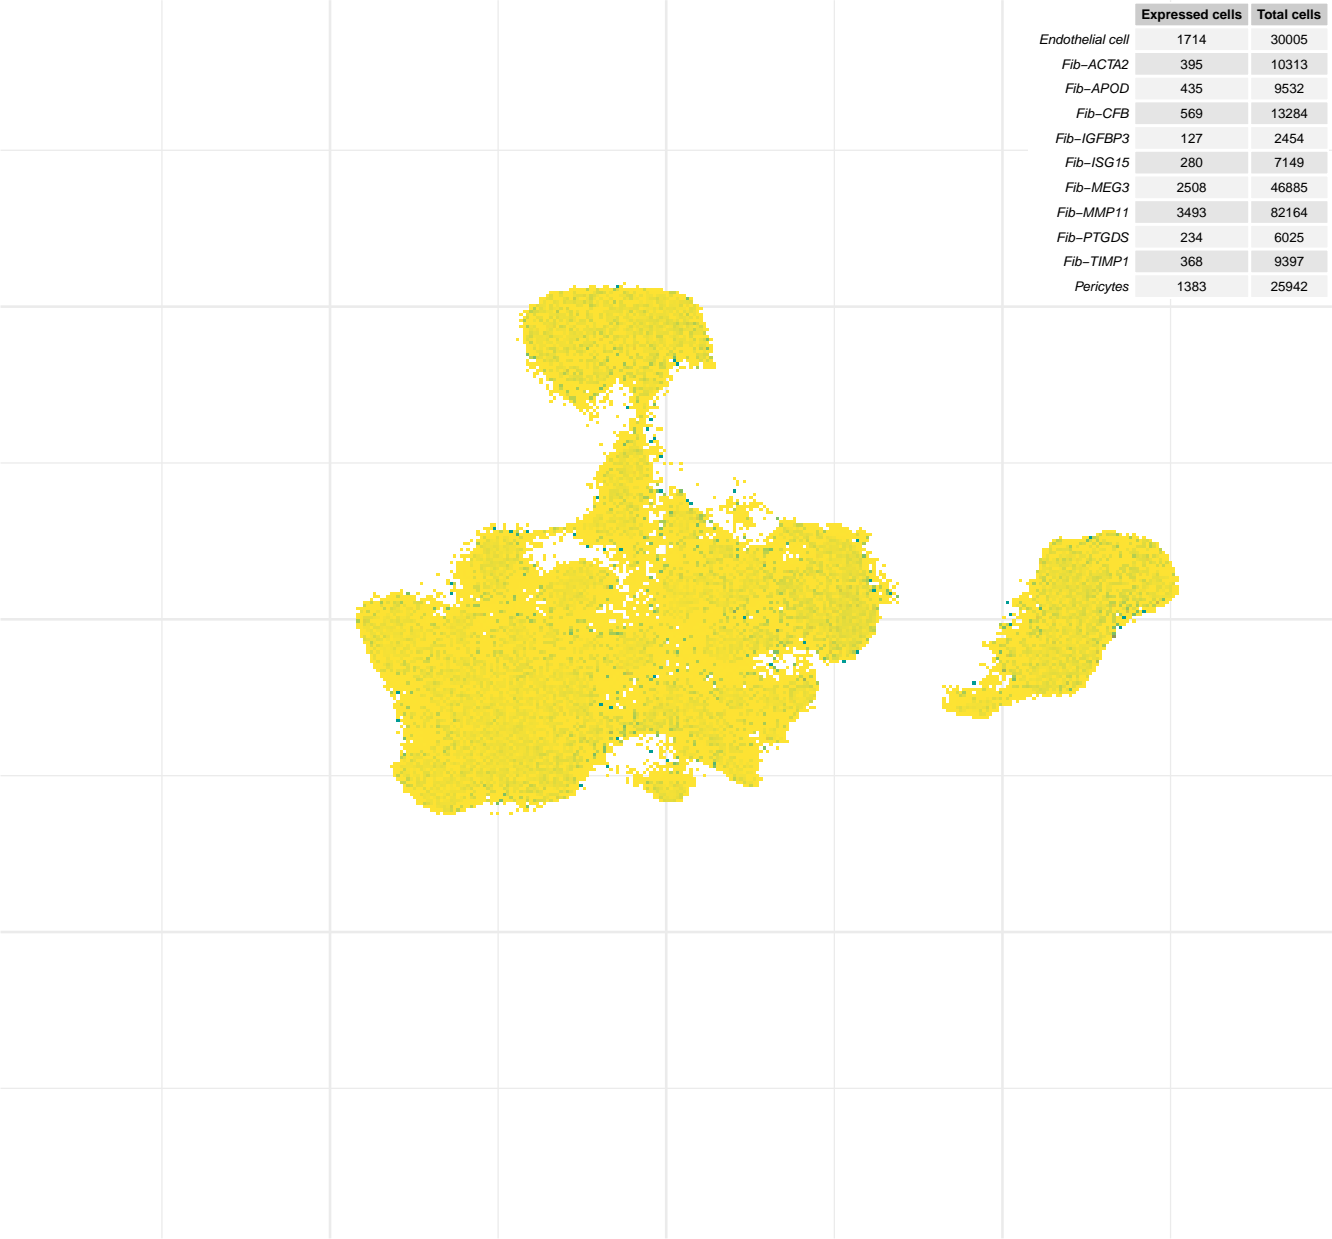 Expressed cells Total cells
Endothelial cell 1714 30005
Fib−ACTA2 395 10313
Fib−APOD 435 9532
Fib−CFB 569 13284
Fib−IGFBP3 127 2454
Fib−ISG15 280 7149
Fib−MEG3 2508 46885
Fib−MMP11 3493 82164
Fib−PTGDS 234 6025
Fib−TIMP1 368 9397
Pericytes 1383 25942